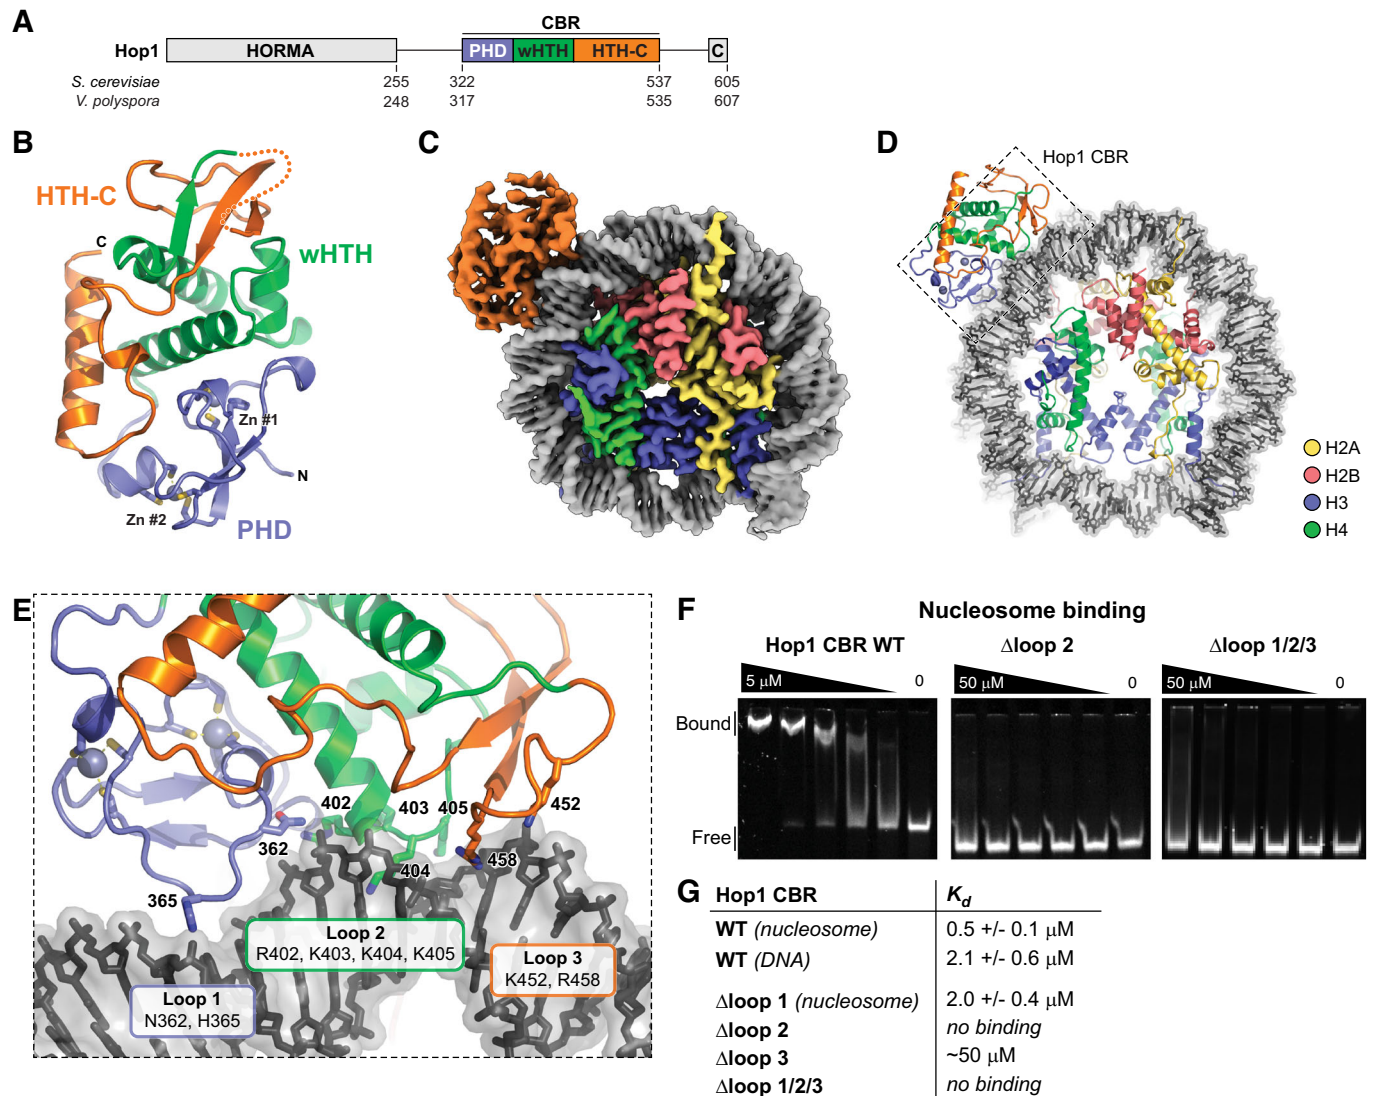 A
CBR
Hop1 HORMA PHD wHTH HTH-C C
S. cerevisiae 255 322 537 605
V. polyspora 248 317 535 607
B
HTH-C
C
wHTH
Zn #1
N
Zn #2
PHD
C
D
Hop1 CBR
H2A
H2B
H3
H4
E
402 403 405 452
362
404 458
365
Loop 2
R402, K403, K404, K405
Loop 3
K452, R458
Loop 1
N362, H365
F
Nucleosome binding
Hop1 CBR WT Δloop 2 Δloop 1/2/3
5 μM 0 50 μM 0 50 μM 0
Bound
Free
G
Hop1 CBR Kd
WT (nucleosome) 0.5 +/- 0.1 μM
WT (DNA) 2.1 +/- 0.6 μM
Δloop 1 (nucleosome) 2.0 +/- 0.4 μM
Δloop 2 no binding
Δloop 3 ~50 μM
Δloop 1/2/3 no binding